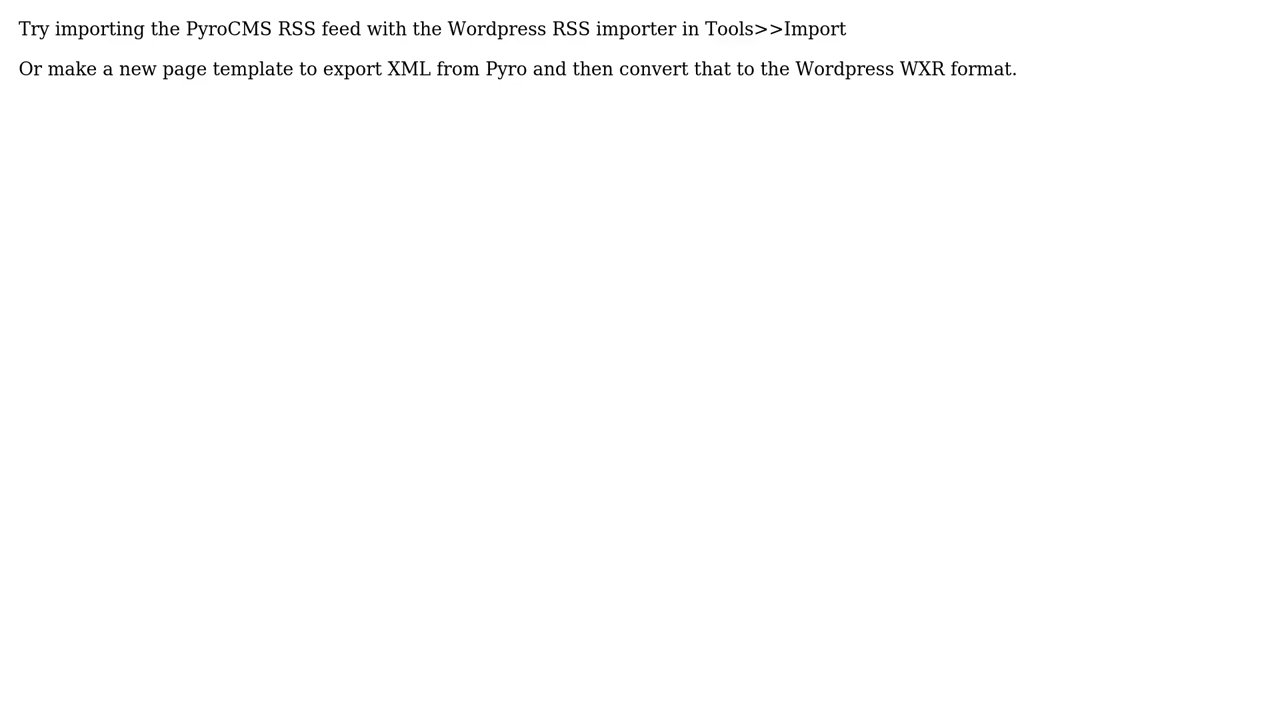 Try importing the PyroCMS RSS feed with the Wordpress RSS importer in Tools>>Import
Or make a new page template to export XML from Pyro and then convert that to the Wordpress WXR format.